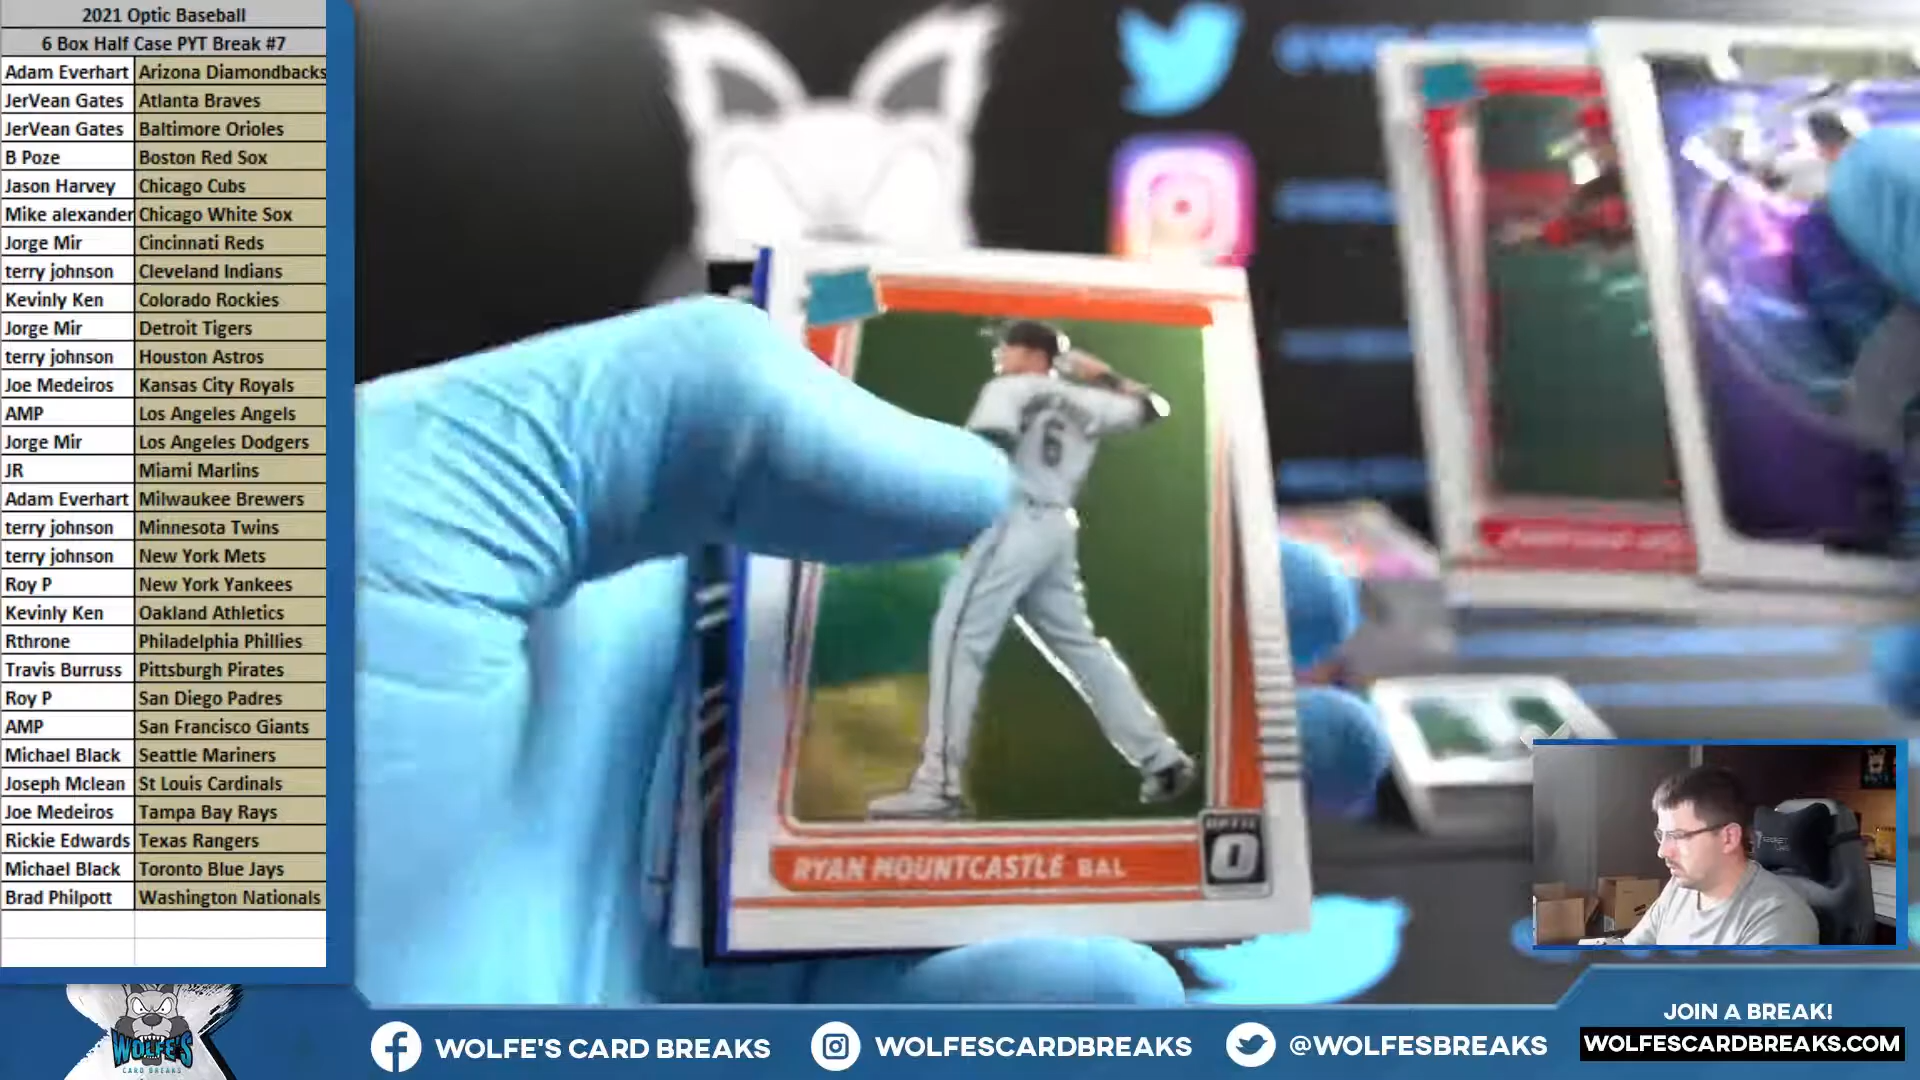 2021 Optic Baseball
6 Box Half Case PYT Break #7
Adam Everhart Arizona Diamondbacks
JerVean Gates Atlanta Braves
JerVean Gates Baltimore Orioles
B Poze Boston Red Sox
Jason Harvey Chicago Cubs
Mike alexander Chicago White Sox
Jorge Mir Cincinnati Reds
terry johnson Cleveland Indians
Kevinly Ken Colorado Rockies
Jorge Mir Detroit Tigers
terry johnson Houston Astros
Joe Medeiros Kansas City Royals
AMP Los Angeles Angels
Jorge Mir Los Angeles Dodgers
JR Miami Marlins
Adam Everhart Milwaukee Brewers
terry johnson Minnesota Twins
terry johnson New York Mets
Roy P New York Yankees
Kevinly Ken Oakland Athletics
Rthrone Philadelphia Phillies
Travis Burruss Pittsburgh Pirates
Roy P San Diego Padres
AMP San Francisco Giants
Michael Black Seattle Mariners
Joseph Mclean St Louis Cardinals
Joe Medeiros Tampa Bay Rays
Rickie Edwards Texas Rangers
Michael Black Toronto Blue Jays
Brad Philpott Washington Nationals
6
OPTIC
O
RYAN MOUNTCASTLE BAL
WOLFE'S
CARD BREAKS
WOLFE'S CARD BREAKS
WOLFESCARDBREAKS
@WOLFESBREAKS
JOIN A BREAK!
WOLFESCARDBREAKS.COM